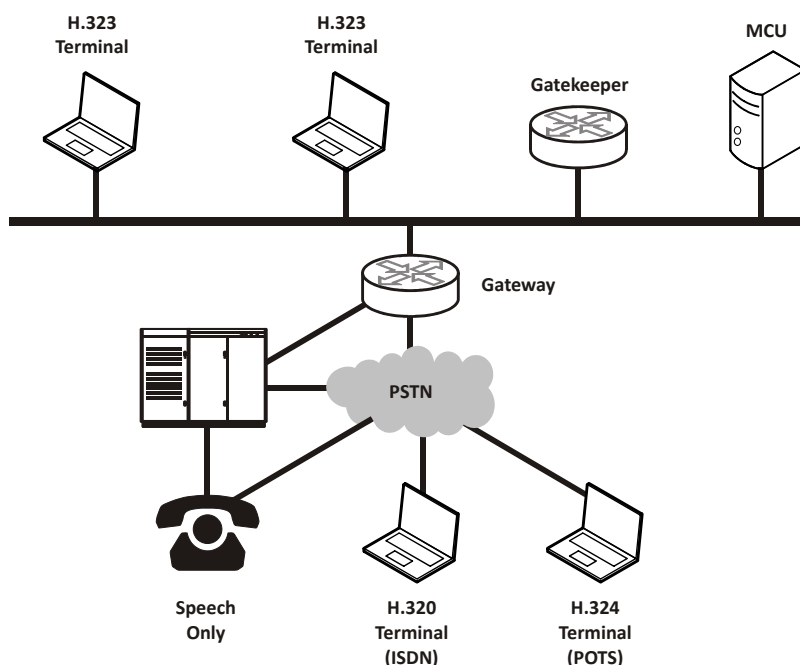 H.323
Terminal
H.323
Terminal
Gatekeeper
MCU
Gateway
PSTN
Speech
Only
H.320
Terminal
(ISDN)
H.324
Terminal
(POTS)